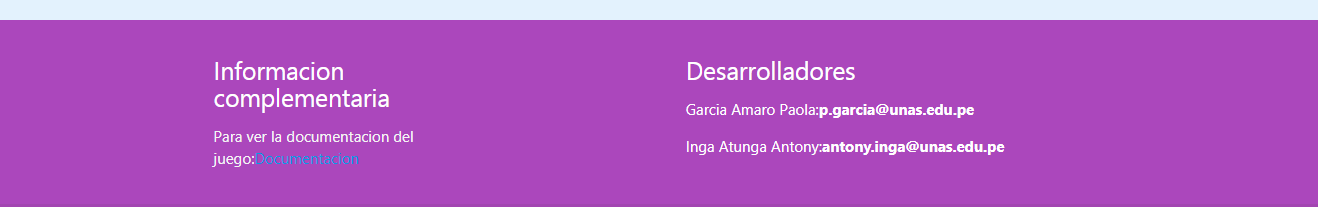 Informacion
complementaria
Para ver la documentacion del
juego:Documentacion
Desarrolladores
Garcia Amaro Paola:p.garcia@unas.edu.pe
Inga Atunga Antony:antony.inga@unas.edu.pe